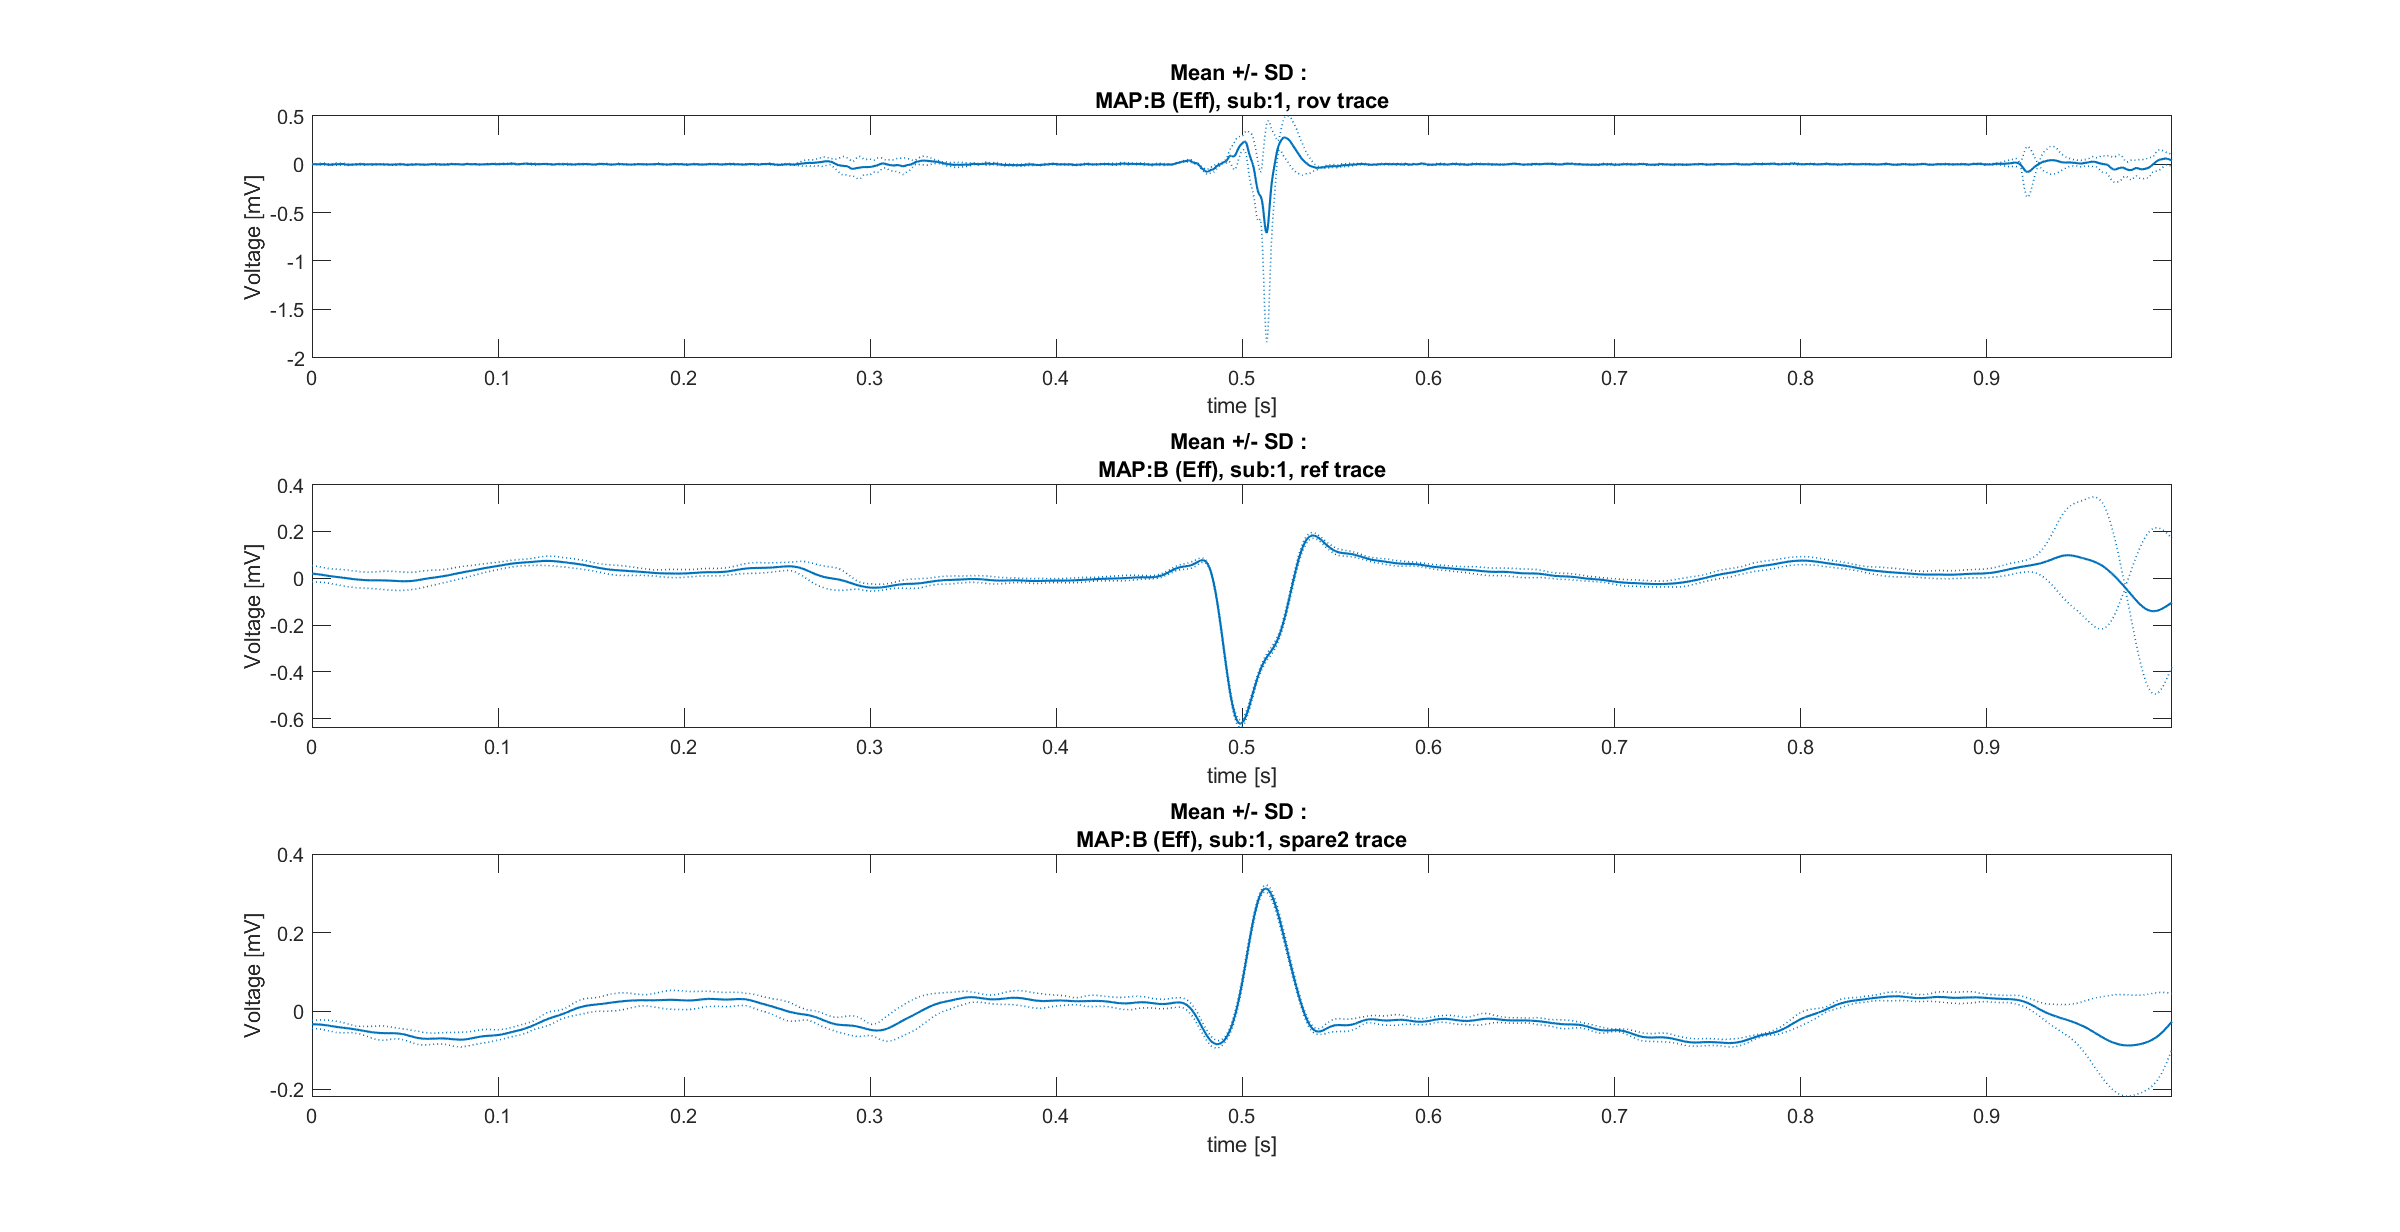 Mean +/- SD :
MAP:B (Eff), sub:1, rov trace
0.5
0
-0.5
-1
-1.5
-2
Voltage [mV]
0 0.1 0.2 0.3 0.4 0.5 0.6 0.7 0.8 0.9
time [s]
Mean +/- SD :
MAP:B (Eff), sub:1, ref trace
0.4
0.2
0
-0.2
-0.4
-0.6
Voltage [mV]
0 0.1 0.2 0.3 0.4 0.5 0.6 0.7 0.8 0.9
time [s]
Mean +/- SD :
MAP:B (Eff), sub:1, spare2 trace
0.4
0.2
0
-0.2
Voltage [mV]
0 0.1 0.2 0.3 0.4 0.5 0.6 0.7 0.8 0.9
time [s]